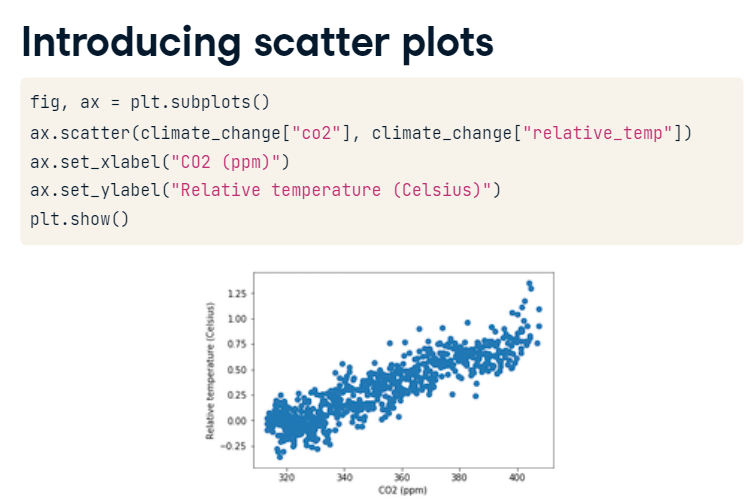 Introducing scatter plots
fig, ax = plt.subplots()
ax.scatter(climate_change["co2"], climate_change["relative_temp"])
ax.set_xlabel("CO2 (ppm)")
ax.set_ylabel("Relative temperature (Celsius)")
plt.show()
Relative temperature (Celsius)
1.25
1.00
0.75
0.50
0.25
0.00
−0.25
320 340 360 380 400
CO2 (ppm)